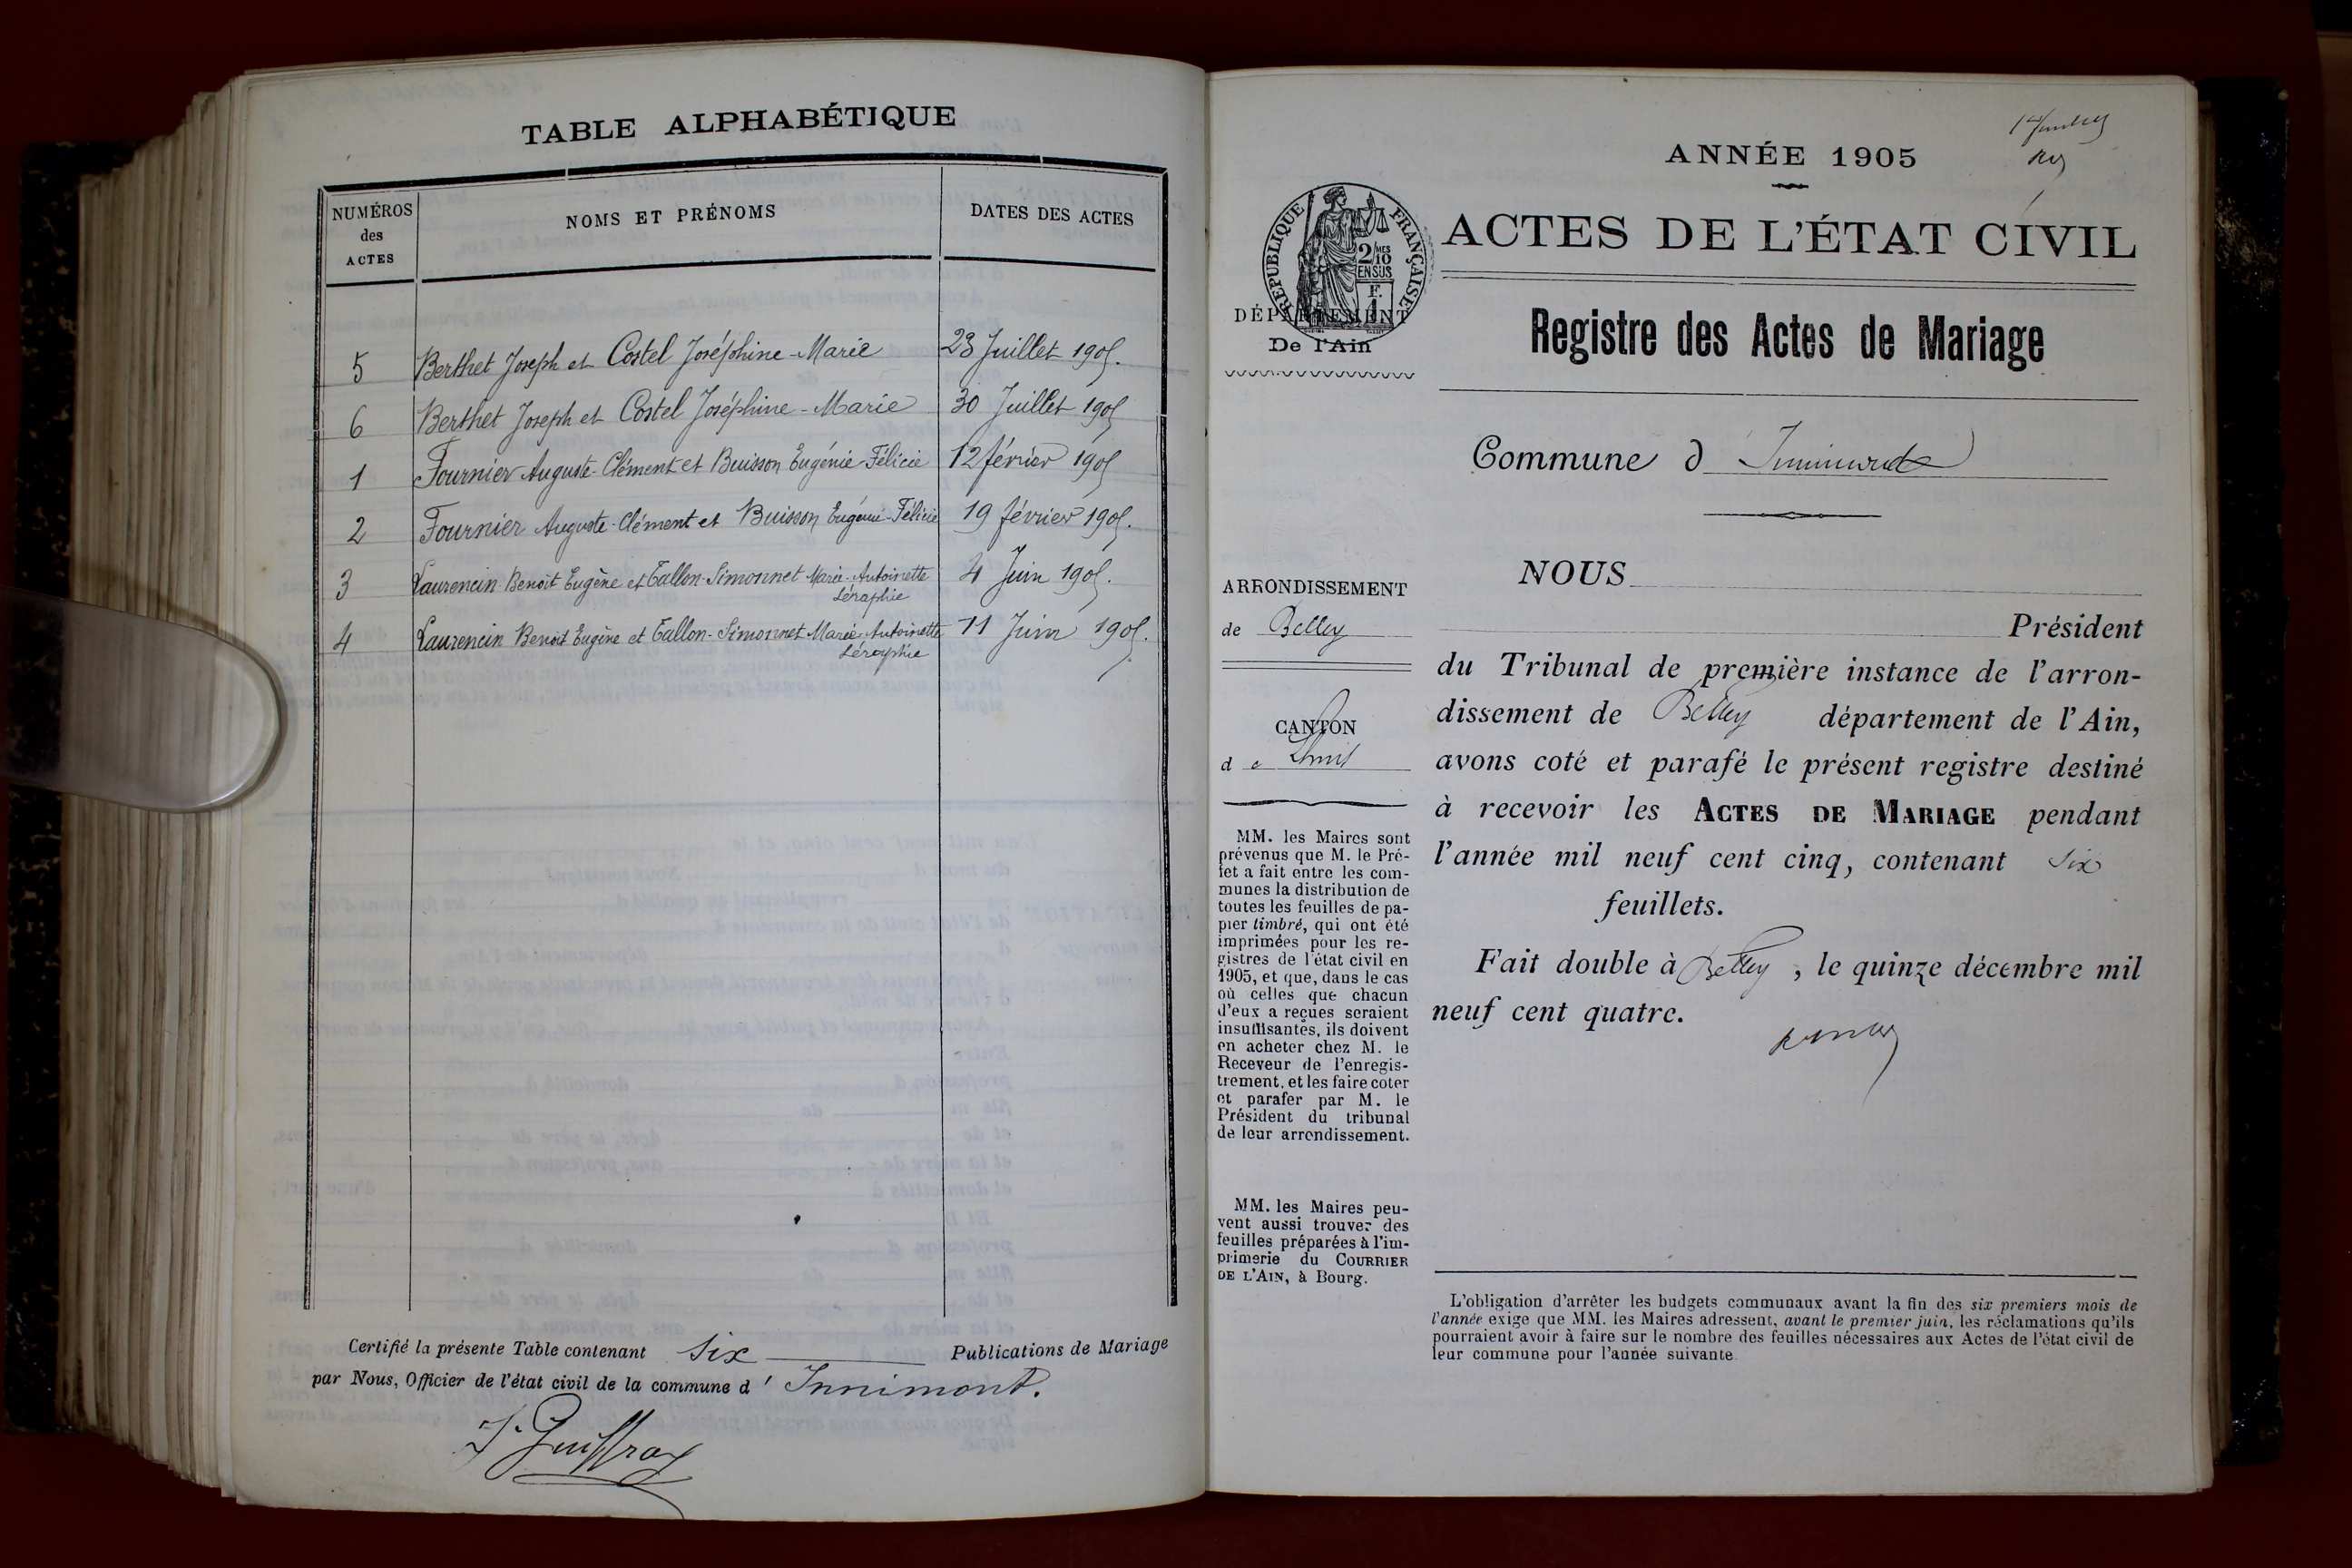 TABLE ALPHABÉTIQUE
NUMÉROS
des
ACTES
NOMS ET PRÉNOMS
DATES DES ACTES
5 Berthet Joseph et Costel Joséphine-Marie 23 Juillet 1905.
6 Berthet Joseph et Costel Joséphine-Marie 30 Juillet 1905
1 Fournier Auguste-Clément et Buisson Eugénie-Félicie 12 février 1905
2 Fournier Auguste-Clément et Buisson Eugénie-Félicie 19 février 1905.
3 Laurencin Benoit Eugène et Tallon-Simonnet Marie-Antoinette 4 Juin 1905.
Séraphie
4 Laurencin Benoit Eugène et Tallon-Simonnet Marie-Antoinette 11 Juin 1905.
Séraphie
Certifié la présente Table contenant Six Publications de Mariage
par Nous, Officier de l'état civil de la commune d' Innimont.
ANNÉE 1905
RÉPUBLIQUE FRANÇAISE
2/10
MES
EN SUS
F.
1
DÉPARTEMENT
De l'Ain
ACTES DE L'ÉTAT CIVIL
Registre des Actes de Mariage
Commune d Innimont
ARRONDISSEMENT
de Belley
CANTON
d e Lhuis
MM. les Maires sont
prévenus que M. le Pré-
fet a fait entre les com-
munes la distribution de
toutes les feuilles de pa-
pier timbré, qui ont été
imprimées pour les re-
gistres de l'état civil en
1905, et que, dans le cas
où celles que chacun
d'eux a reçues seraient
insuffisantes, ils doivent
en acheter chez M. le
Receveur de l'enregis-
trement, et les faire coter
et parafer par M. le
Président du tribunal
de leur arrondissement.
MM. les Maires peu-
vent aussi trouver des
feuilles préparées à l'im-
primerie du COURRIER
DE L'AIN, à Bourg.
NOUS
Président
du Tribunal de première instance de l'arron-
dissement de Belley département de l'Ain,
avons coté et parafé le présent registre destiné
à recevoir les ACTES DE MARIAGE pendant
l'année mil neuf cent cinq, contenant six
feuillets.
Fait double à Belley, le quinze décembre mil
neuf cent quatre.
L'obligation d'arrêter les budgets communaux avant la fin des six premiers mois de
l'année exige que MM. les Maires adressent, avant le premier juin, les réclamations qu'ils
pourraient avoir à faire sur le nombre des feuilles nécessaires aux Actes de l'état civil de
leur commune pour l'année suivante.